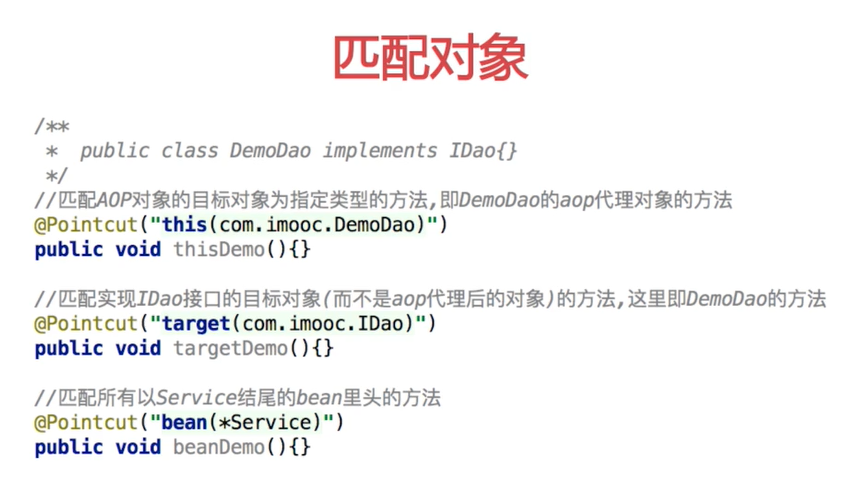 匹配对象
/**
 *  public class DemoDao implements IDao{}
 */
//匹配AOP对象的目标对象为指定类型的方法,即DemoDao的aop代理对象的方法
@Pointcut("this(com.imooc.DemoDao)")
public void thisDemo(){}
//匹配实现IDao接口的目标对象(而不是aop代理后的对象)的方法,这里即DemoDao的方法
@Pointcut("target(com.imooc.IDao)")
public void targetDemo(){}
//匹配所有以Service结尾的bean里头的方法
@Pointcut("bean(*Service)")
public void beanDemo(){}